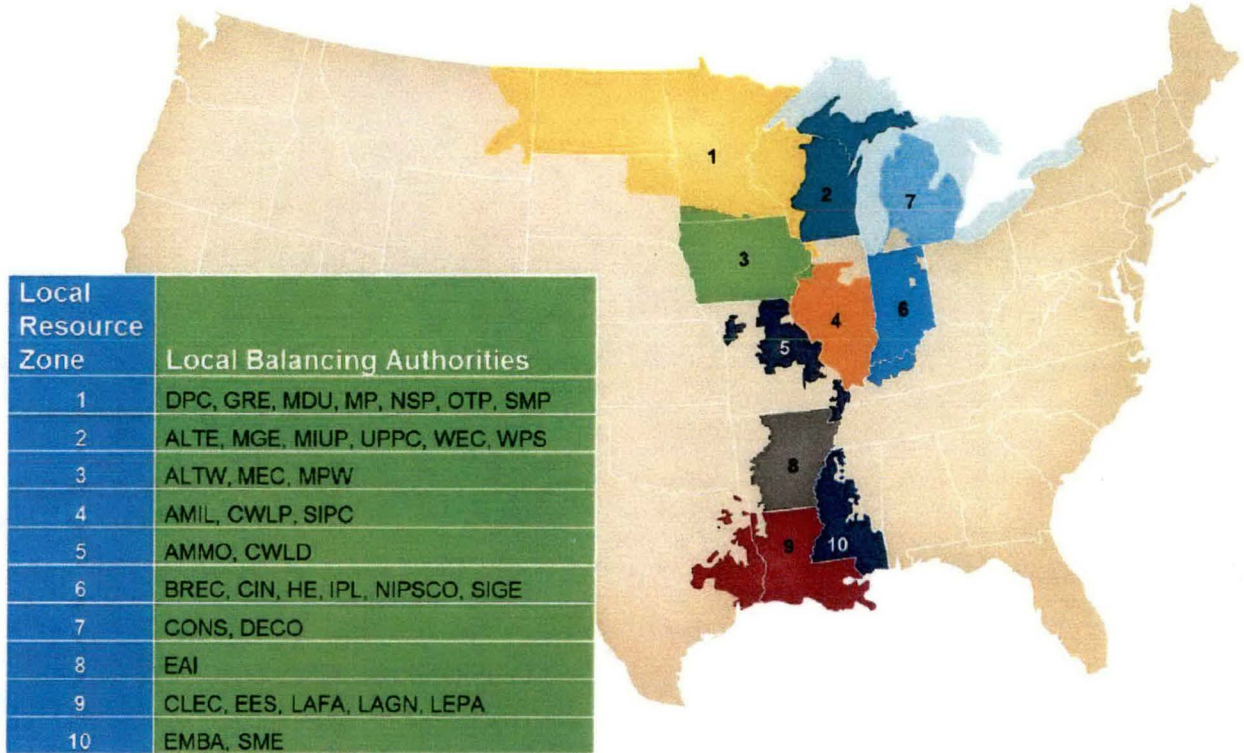 1
2
7
3
6
4
5
8
9
10
Local
Resource
Zone
Local Balancing Authorities
1 DPC, GRE, MDU, MP, NSP, OTP, SMP
2 ALTE, MGE, MIUP, UPPC, WEC, WPS
3 ALTW, MEC, MPW
4 AMIL, CWLP, SIPC
5 AMMO, CWLD
6 BREC, CIN, HE, IPL, NIPSCO, SIGE
7 CONS, DECO
8 EAI
9 CLEC, EES, LAFA, LAGN, LEPA
10 EMBA, SME